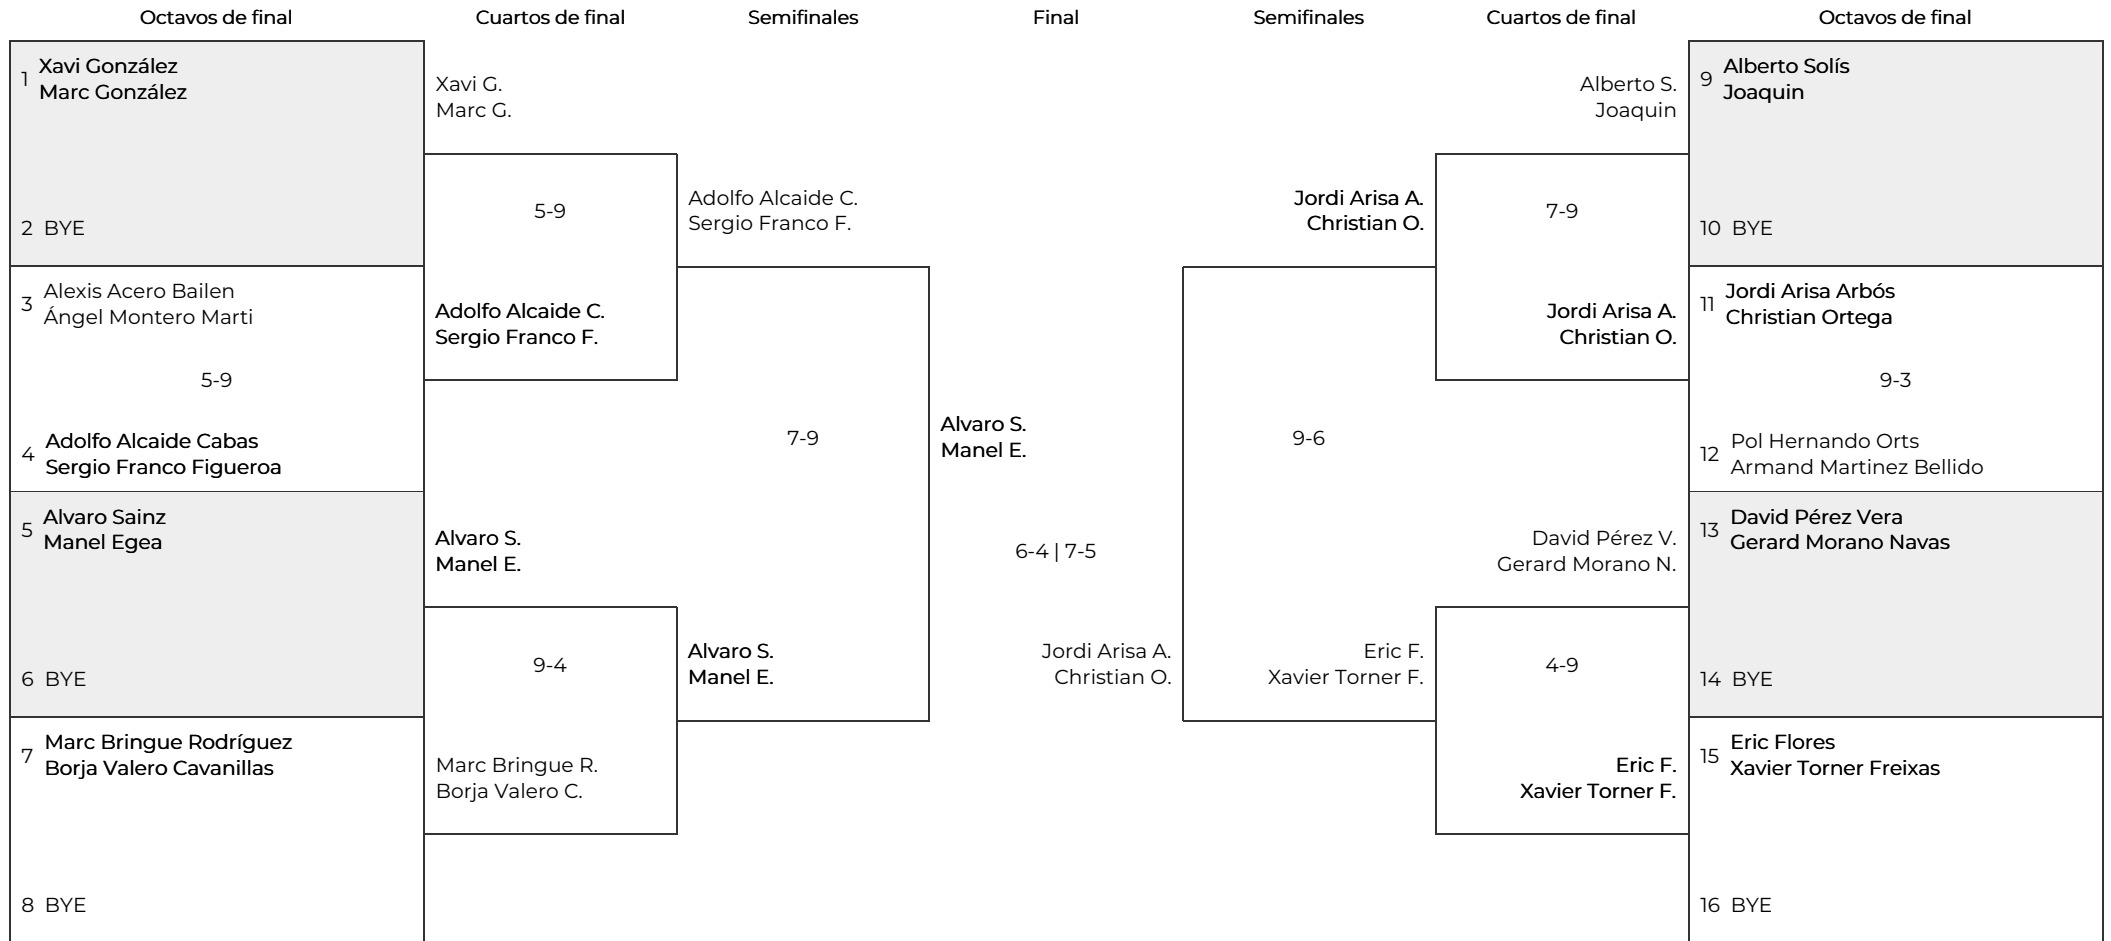 Octavos de final
Cuartos de final
Semifinales
Final
Semifinales
Cuartos de final
Octavos de final
1
Xavi González
Marc González
2 BYE
3
Alexis Acero Bailen
Ángel Montero Marti
5-9
4
Adolfo Alcaide Cabas
Sergio Franco Figueroa
5
Alvaro Sainz
Manel Egea
6 BYE
7
Marc Bringue Rodríguez
Borja Valero Cavanillas
8 BYE
Xavi G.
Marc G.
5-9
Adolfo Alcaide C.
Sergio Franco F.
Alvaro S.
Manel E.
9-4
Marc Bringue R.
Borja Valero C.
Adolfo Alcaide C.
Sergio Franco F.
7-9
Alvaro S.
Manel E.
Alvaro S.
Manel E.
6-4 | 7-5
Jordi Arisa A.
Christian O.
Jordi Arisa A.
Christian O.
9-6
Eric F.
Xavier Torner F.
Alberto S.
Joaquin
7-9
Jordi Arisa A.
Christian O.
David Pérez V.
Gerard Morano N.
4-9
Eric F.
Xavier Torner F.
9
Alberto Solís
Joaquin
10 BYE
11
Jordi Arisa Arbós
Christian Ortega
9-3
12
Pol Hernando Orts
Armand Martinez Bellido
13
David Pérez Vera
Gerard Morano Navas
14 BYE
15
Eric Flores
Xavier Torner Freixas
16 BYE